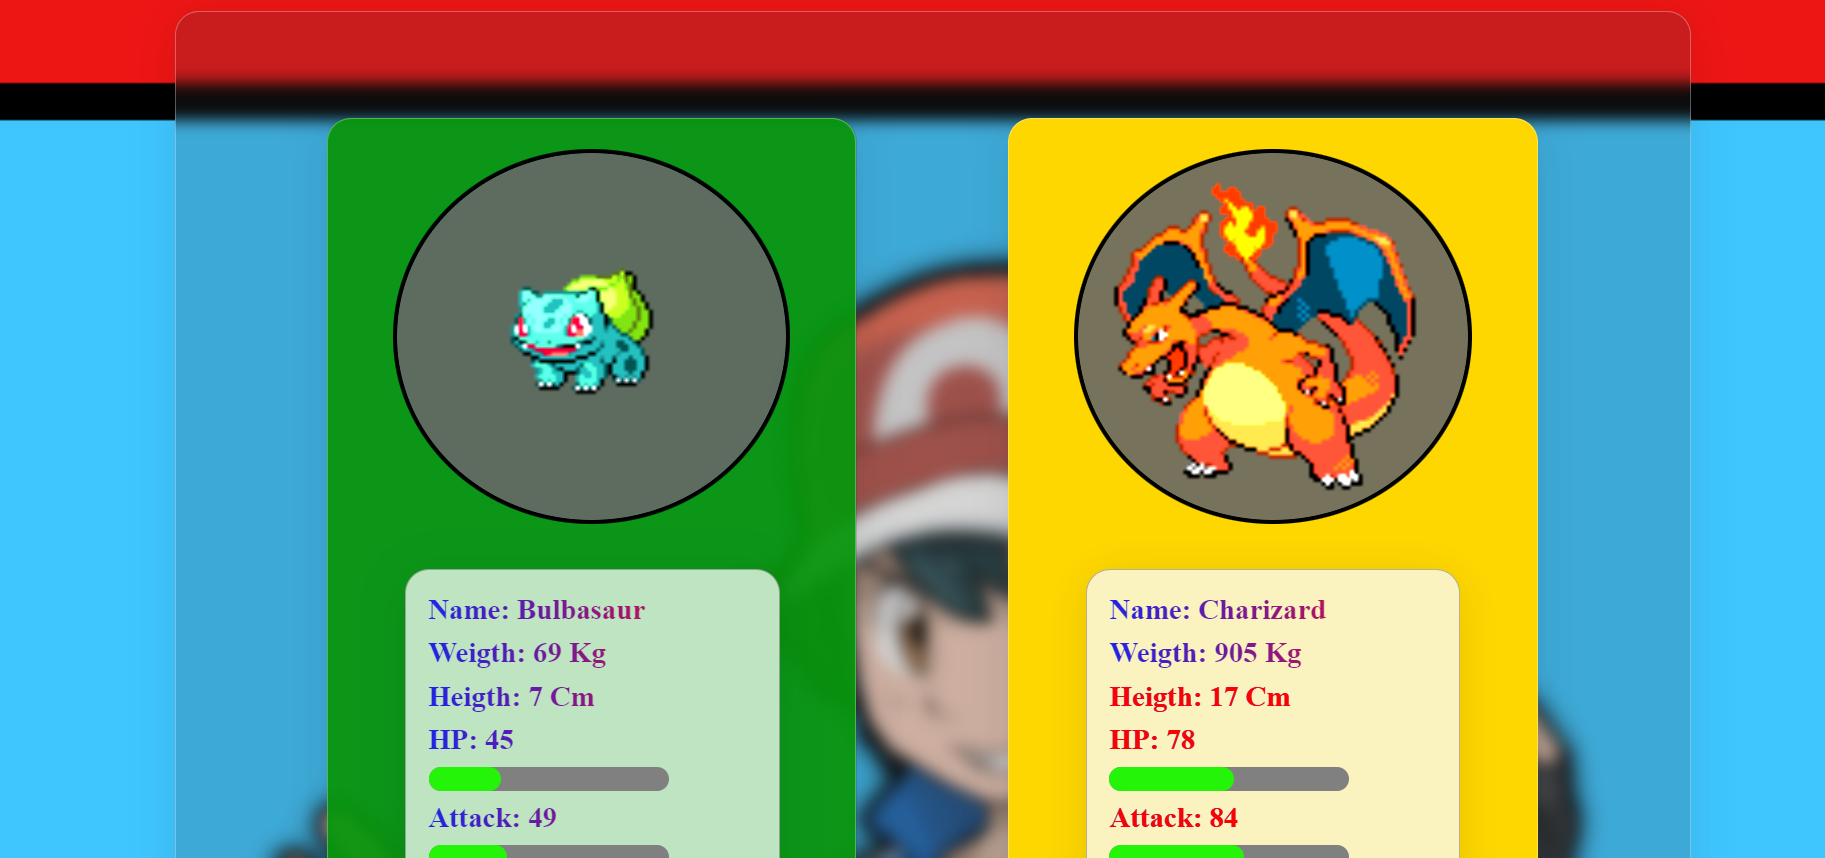 Name: Bulbasaur
Weigth: 69 Kg
Heigth: 7 Cm
HP: 45
Attack: 49
Name: Charizard
Weigth: 905 Kg
Heigth: 17 Cm
HP: 78
Attack: 84